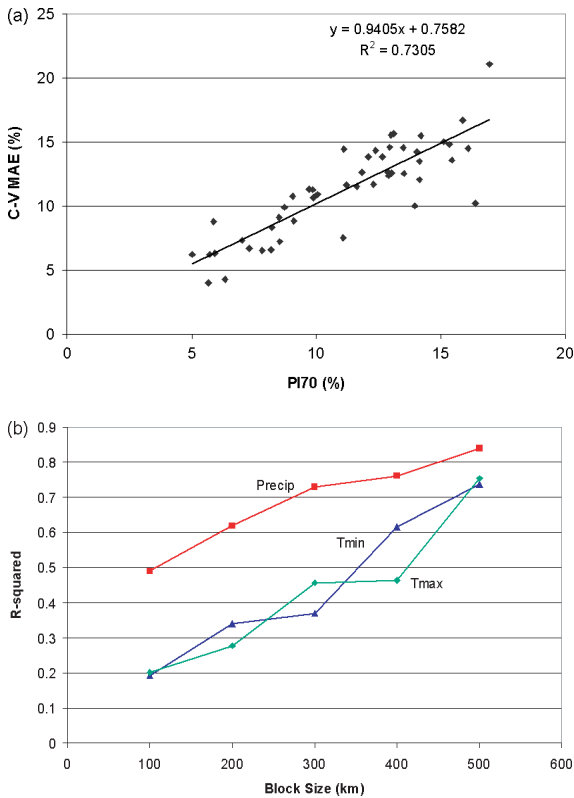 (a)
y = 0.9405x + 0.7582
R² = 0.7305
25
20
15
10
5
0
C-V MAE (%)
0 5 10 15 20
PI70 (%)
(b)
0.9
0.8
0.7
0.6
0.5
0.4
0.3
0.2
0.1
0
R-squared
Precip
Tmin
Tmax
0 100 200 300 400 500 600
Block Size (km)